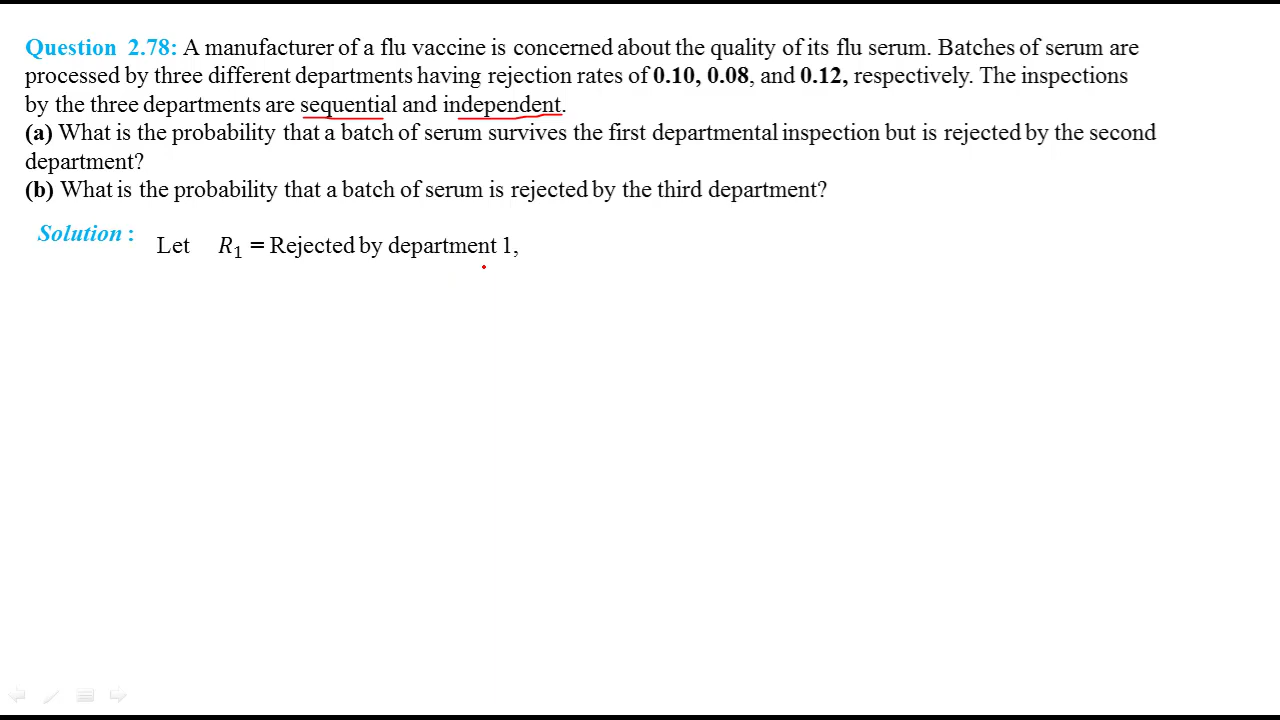 Question 2.78: A manufacturer of a flu vaccine is concerned about the quality of its flu serum. Batches of serum are
processed by three different departments having rejection rates of 0.10, 0.08, and 0.12, respectively. The inspections
by the three departments are sequential and independent.
(a) What is the probability that a batch of serum survives the first departmental inspection but is rejected by the second
department?
(b) What is the probability that a batch of serum is rejected by the third department?
Solution :
Let R₁ = Rejected by department 1,